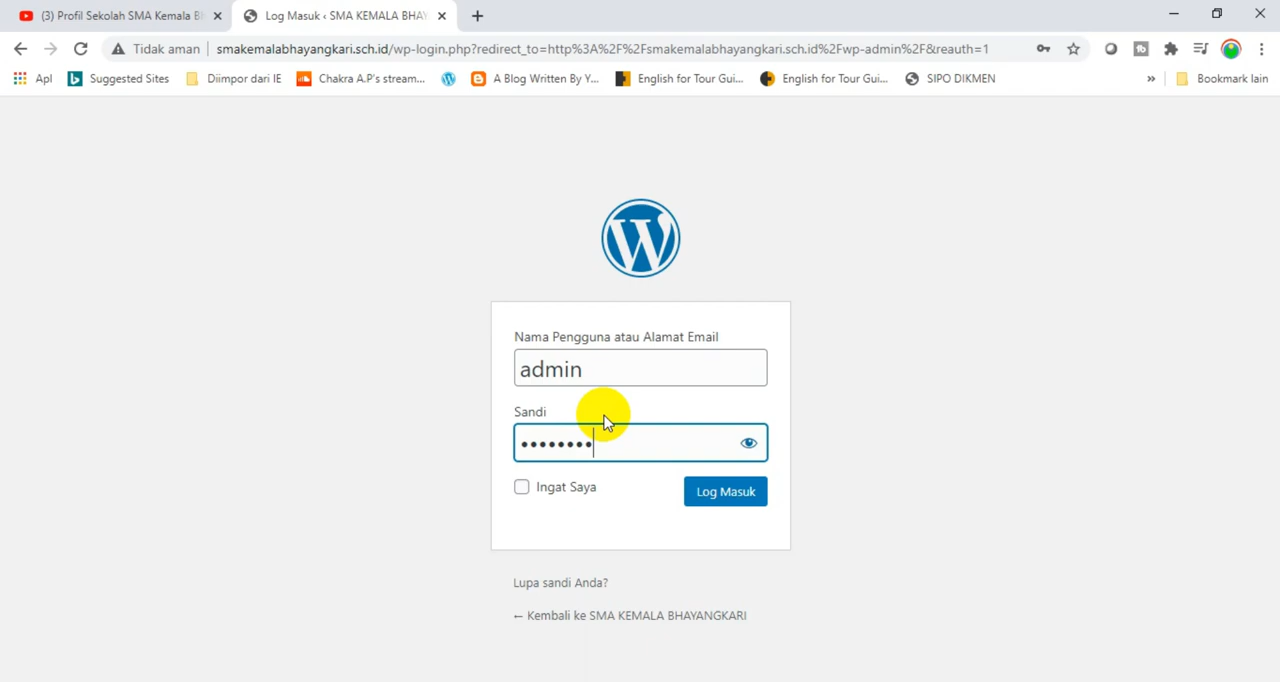 (3) Profil Sekolah SMA Kemala B
Log Masuk ‹ SMA KEMALA BHAY
Tidak aman
smakemalabhayangkari.sch.id/wp-login.php?redirect_to=http%3A%2F%2Fsmakemalabhayangkari.sch.id%2Fwp-admin%2F&reauth=1
Apl
Suggested Sites
Diimpor dari IE
Chakra A.P's stream...
A Blog Written By Y...
English for Tour Gui...
English for Tour Gui...
SIPO DIKMEN
»
Bookmark lain
Nama Pengguna atau Alamat Email
admin
Sandi
••••••••
Ingat Saya
Log Masuk
Lupa sandi Anda?
← Kembali ke SMA KEMALA BHAYANGKARI